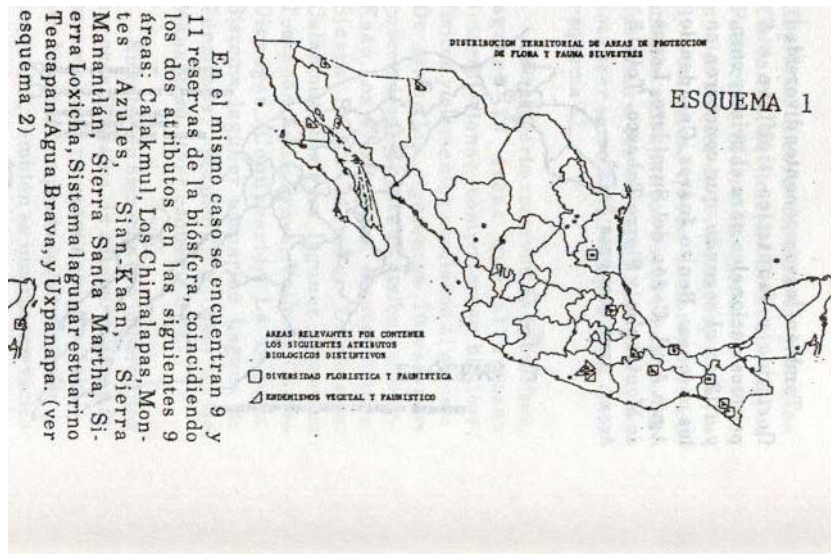 DISTRIBUCION TERRITORIAL DE AREAS DE PROTECCION
DE FLORA Y FAUNA SILVESTRES
ESQUEMA 1
AREAS RELEVANTES POR CONTENER
LOS SIGUIENTES ATRIBUTOS
BIOLOGICOS DISTINTIVOS
DIVERSIDAD FLORISTICA Y FAUNISTICA
ENDEMISMOS VEGETAL Y FAUNISTICO
En el mismo caso se encuentran 9 y
11 reservas de la biósfera, coincidiendo
los dos atributos en las siguientes 9
áreas: Calakmul, Los Chimalapas, Mon-
tes Azules, Sian-Kaan, Sierra
Manantlán, Sierra Santa Martha, Si-
erra Loxicha, Sistema lagunar estuarino
Teacapan-Agua Brava, y Uxpanapa. (ver
esquema 2)